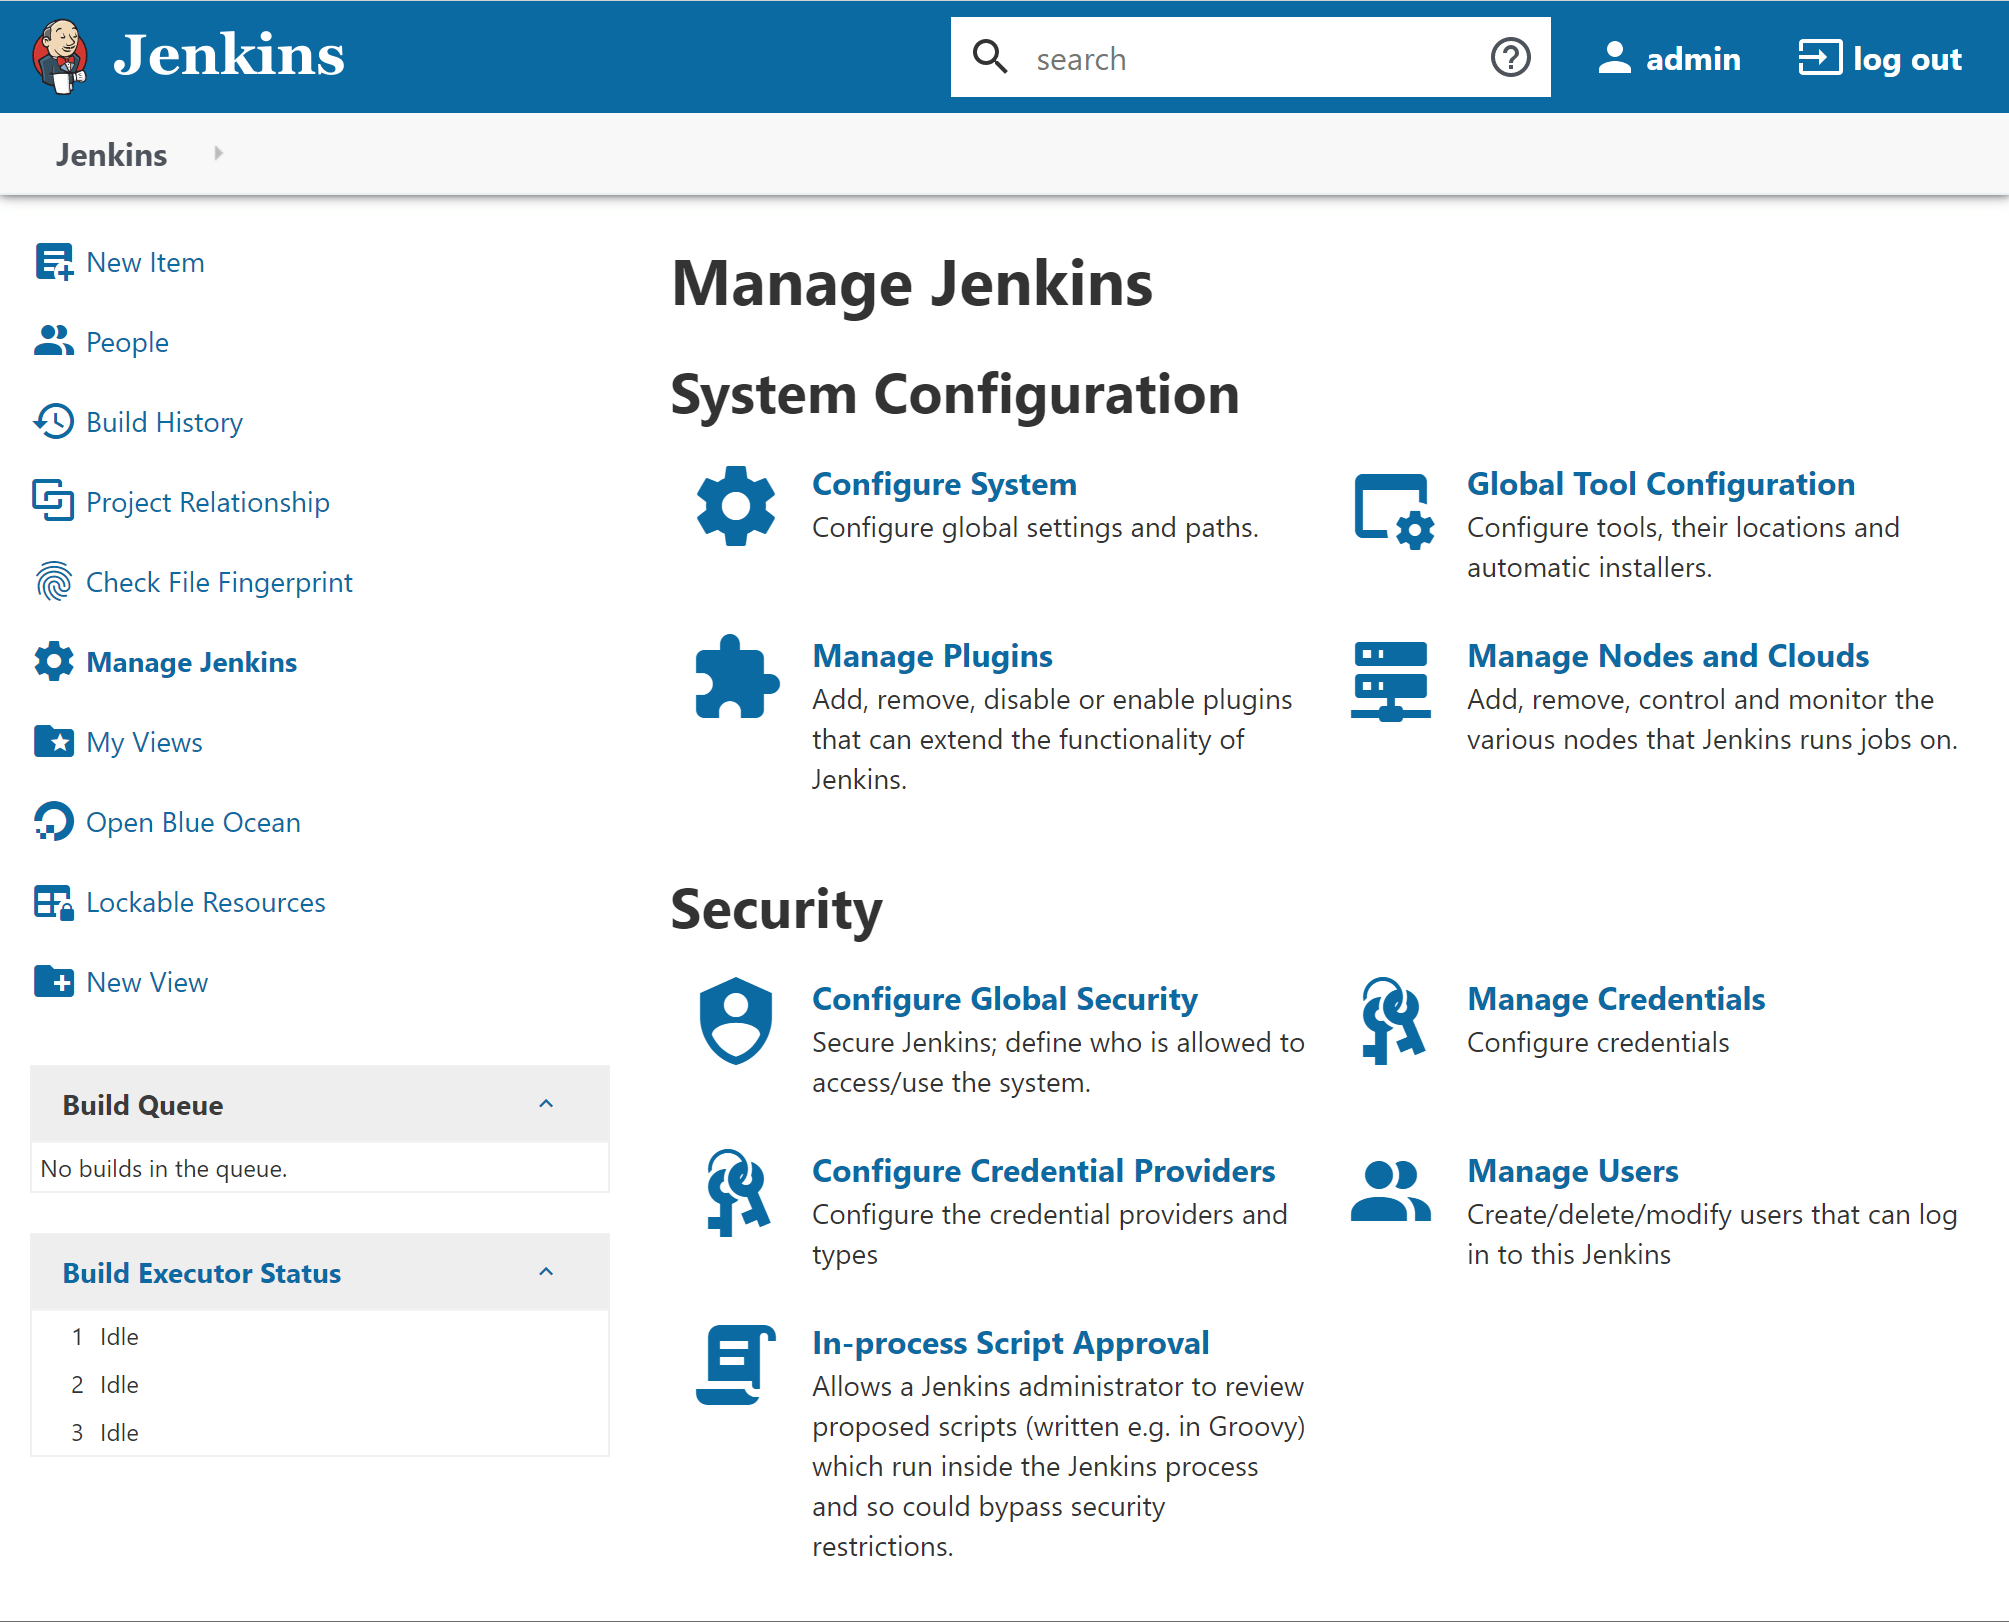 Jenkins
search
admin
log out
Jenkins
New Item
People
Build History
Project Relationship
Check File Fingerprint
Manage Jenkins
My Views
Open Blue Ocean
Lockable Resources
New View
Build Queue
No builds in the queue.
Build Executor Status
1 Idle
2 Idle
3 Idle
Manage Jenkins
System Configuration
Configure System
Configure global settings and paths.
Global Tool Configuration
Configure tools, their locations and
automatic installers.
Manage Plugins
Add, remove, disable or enable plugins
that can extend the functionality of
Jenkins.
Manage Nodes and Clouds
Add, remove, control and monitor the
various nodes that Jenkins runs jobs on.
Security
Configure Global Security
Secure Jenkins; define who is allowed to
access/use the system.
Manage Credentials
Configure credentials
Configure Credential Providers
Configure the credential providers and
types
Manage Users
Create/delete/modify users that can log
in to this Jenkins
In-process Script Approval
Allows a Jenkins administrator to review
proposed scripts (written e.g. in Groovy)
which run inside the Jenkins process
and so could bypass security
restrictions.